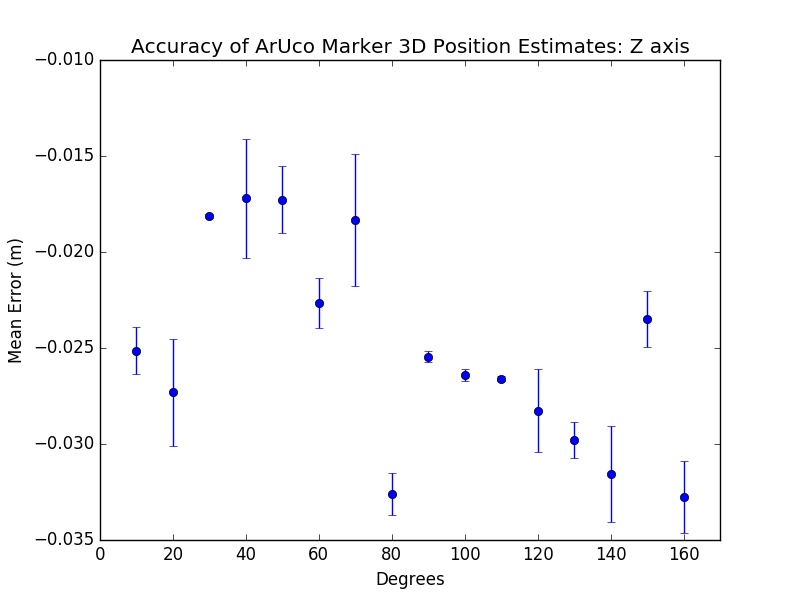 Accuracy of ArUco Marker 3D Position Estimates: Z axis
−0.010
−0.015
−0.020
−0.025
−0.030
−0.035
Mean Error (m)
0 20 40 60 80 100 120 140 160
Degrees